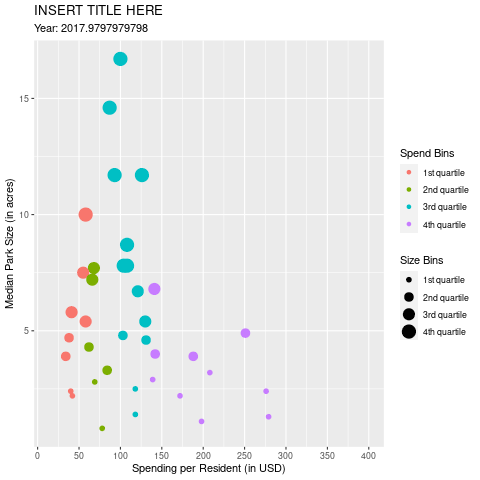 INSERT TITLE HERE
Year: 2017.9797979798
15
10
5
Median Park Size (in acres)
0 50 100 150 200 250 300 350 400
Spending per Resident (in USD)
Spend Bins
1st quartile
2nd quartile
3rd quartile
4th quartile
Size Bins
1st quartile
2nd quartile
3rd quartile
4th quartile